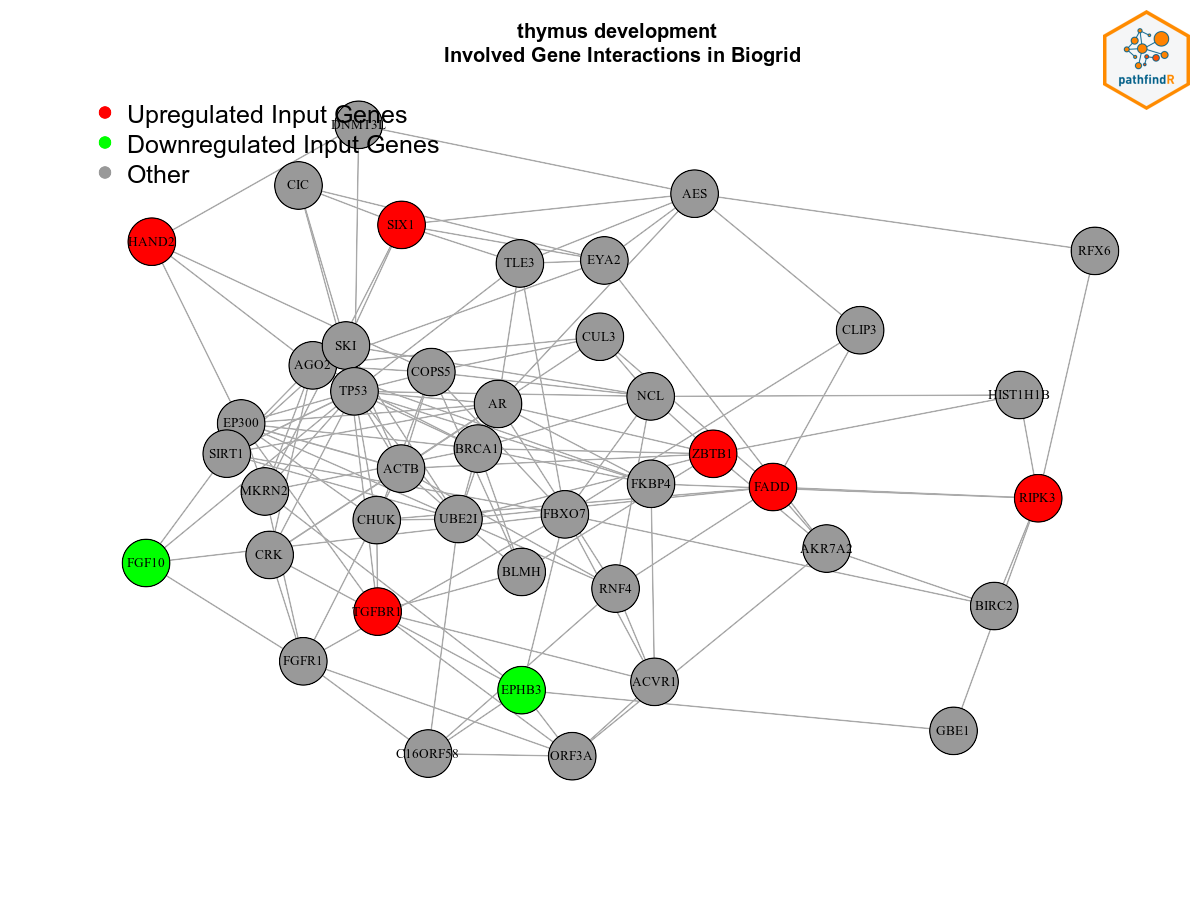 thymus development
Involved Gene Interactions in Biogrid
pathfindR
Upregulated Input Genes
DNMT3L
Downregulated Input Genes
Other
CIC
AES
SIX1
HAND2
RFX6
TLE3
EYA2
CLIP3
CUL3
SKI
AGO2
COPS5
TP53
AR
NCL
HIST1H1B
EP300
SIRT1
BRCA1
ZBTB1
ACTB
MKRN2
FKBP4
FADD
RIPK3
CHUK
UBE2I
FBXO7
CRK
AKR7A2
FGF10
BLMH
RNF4
BIRC2
TGFBR1
FGFR1
EPHB3
ACVR1
GBE1
C16ORF58
ORF3A